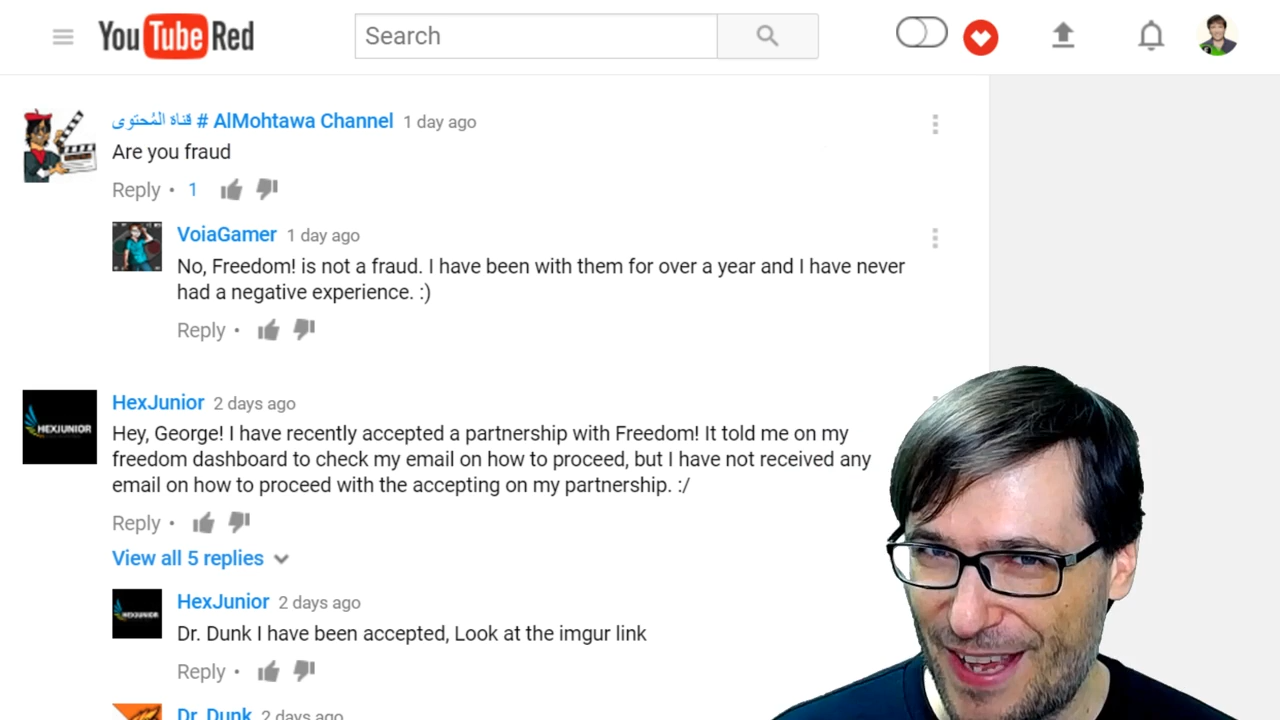 YouTube Red
Search
قناة المُحتوى # AlMohtawa Channel 1 day ago
Are you fraud
Reply • 1
VoiaGamer 1 day ago
No, Freedom! is not a fraud. I have been with them for over a year and I have never
had a negative experience. :)
Reply •
HEXJUNIOR
HexJunior 2 days ago
Hey, George! I have recently accepted a partnership with Freedom! It told me on my
freedom dashboard to check my email on how to proceed, but I have not received any
email on how to proceed with the accepting on my partnership. :/
Reply •
View all 5 replies
HEXJUNIOR
HexJunior 2 days ago
Dr. Dunk I have been accepted, Look at the imgur link
Reply •
Dr. Dunk 2 days ago